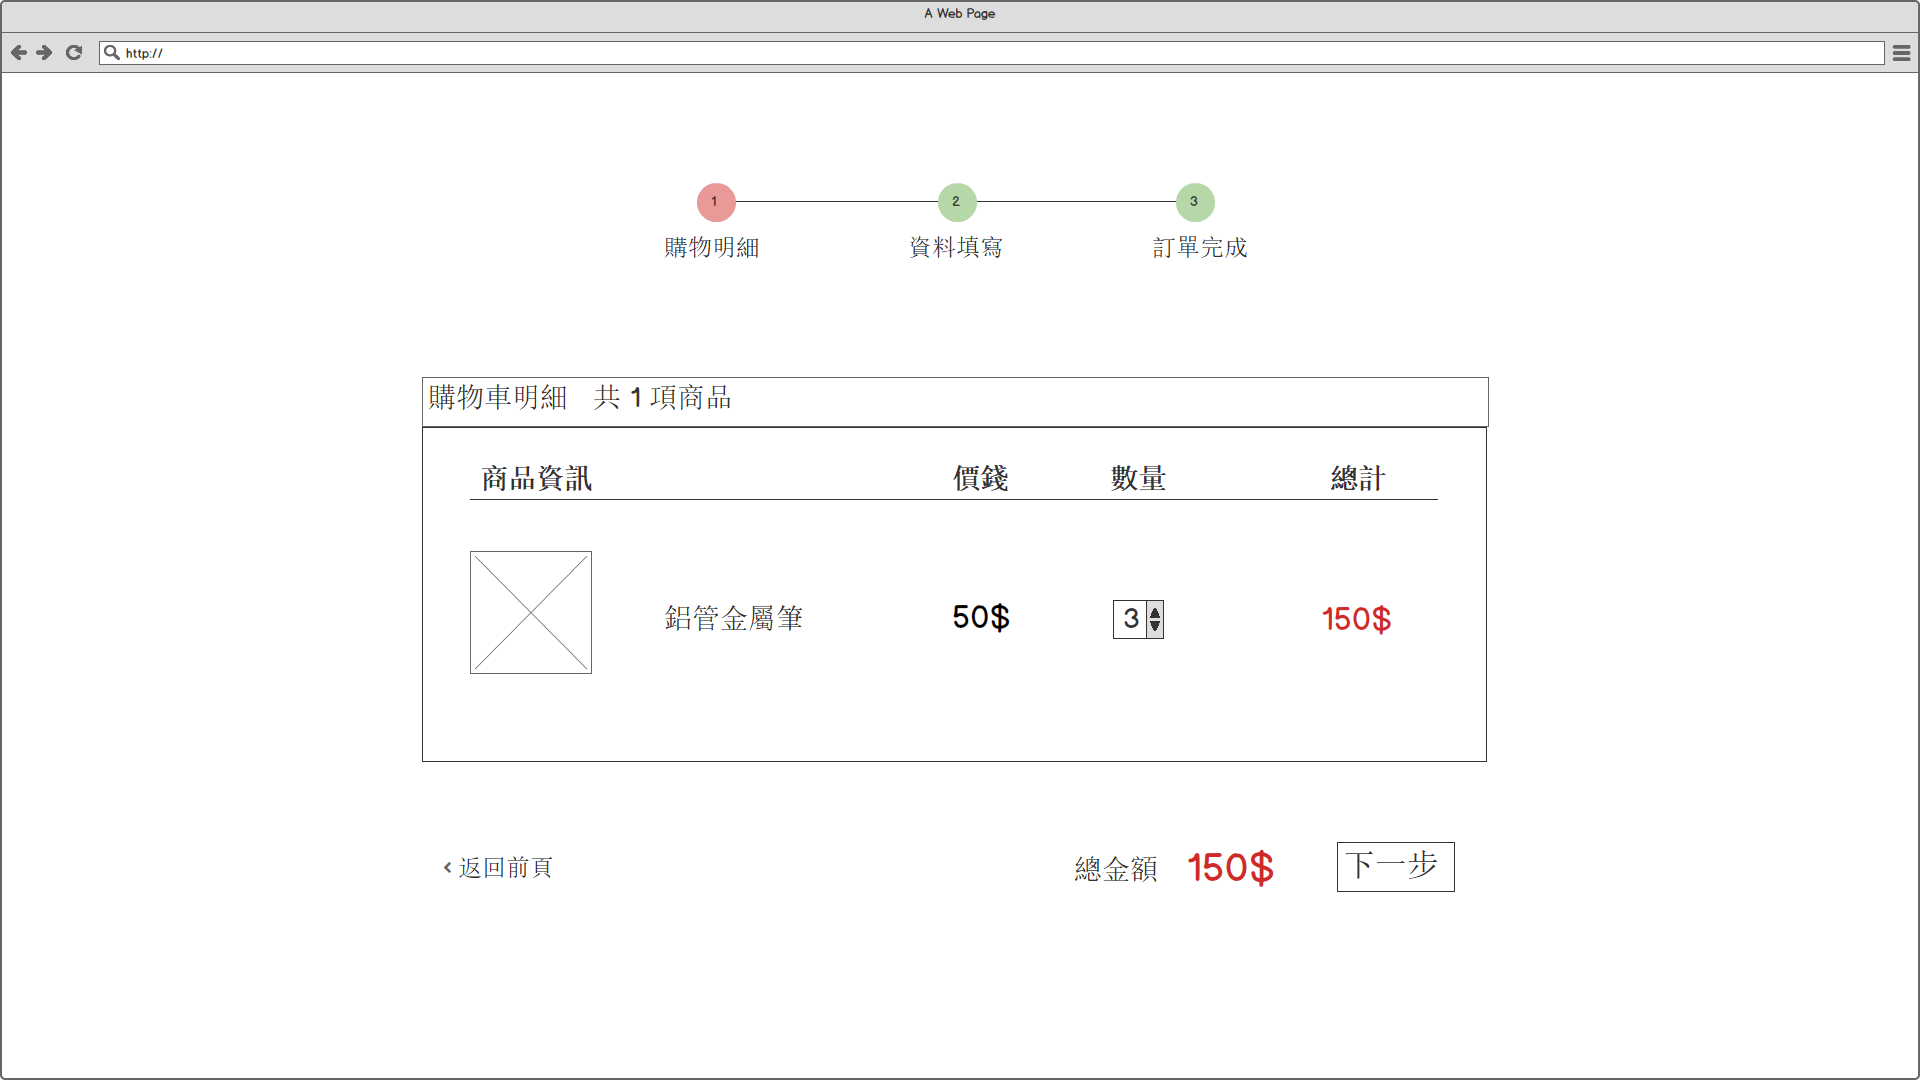 A Web Page
http://
1
2
3
購物明細
資料填寫
訂單完成
購物車明細 共 1 項商品
商品資訊 價錢 數量 總計
鋁管金屬筆 50$ 3 150$
返回前頁
總金額 150$ 下一步